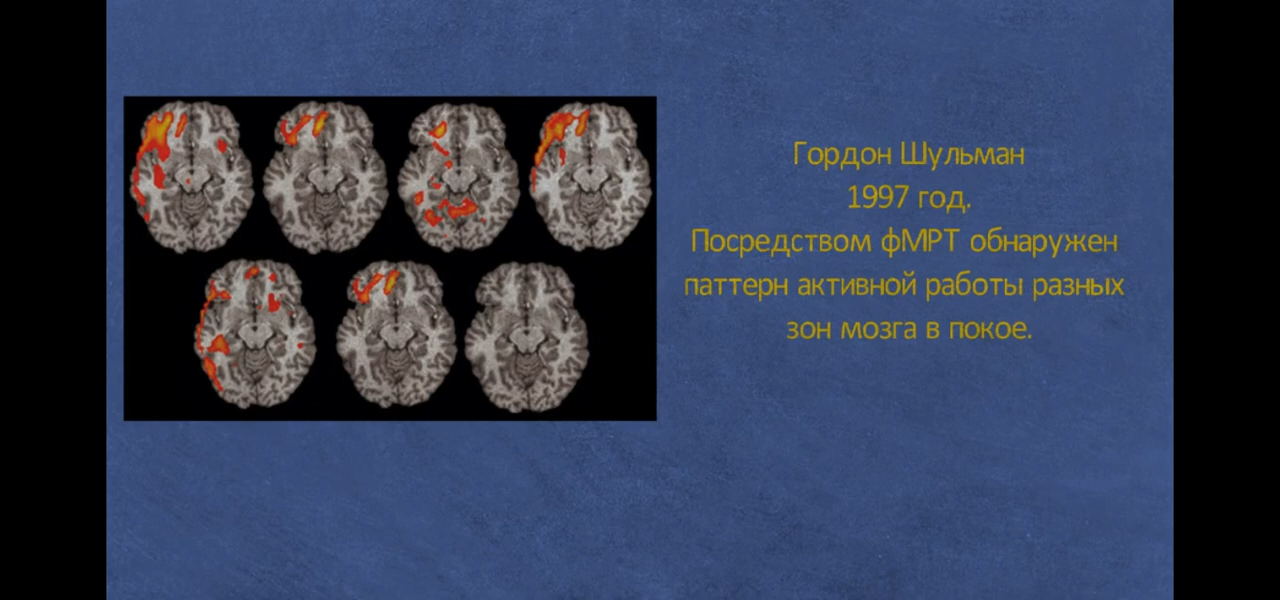 Гордон Шульман
1997 год.
Посредством фМРТ обнаружен
паттерн активной работы разных
зон мозга в покое.